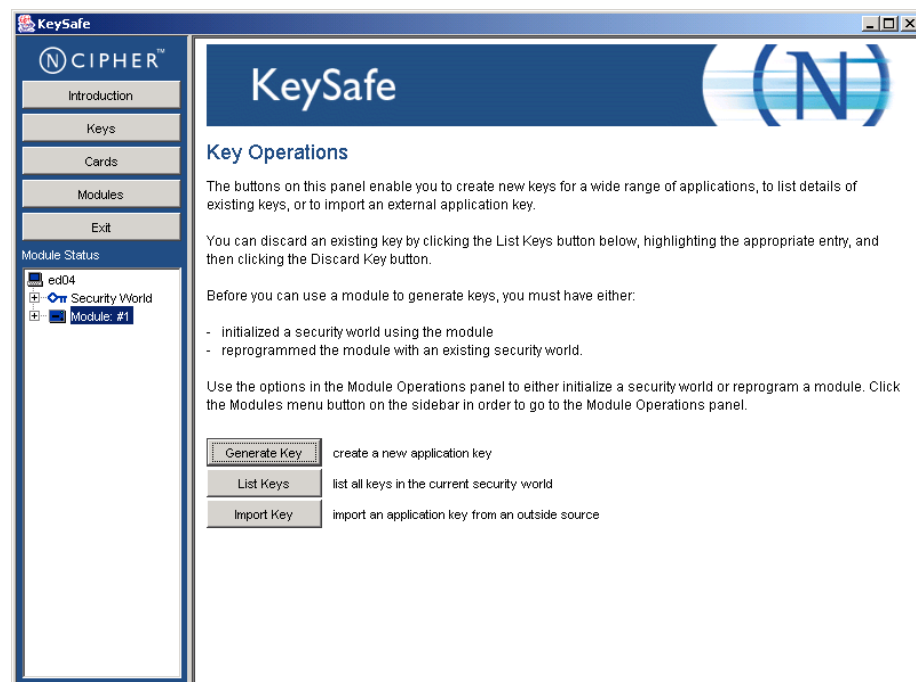 KeySafe
NCIPHER™
Introduction
Keys
Cards
Modules
Exit
Module Status
ed04
Security World
Module: #1
KeySafe
(N)
Key Operations
The buttons on this panel enable you to create new keys for a wide range of applications, to list details of
existing keys, or to import an external application key.
You can discard an existing key by clicking the List Keys button below, highlighting the appropriate entry, and
then clicking the Discard Key button.
Before you can use a module to generate keys, you must have either:
- initialized a security world using the module
- reprogrammed the module with an existing security world.
Use the options in the Module Operations panel to either initialize a security world or reprogram a module. Click
the Modules menu button on the sidebar in order to go to the Module Operations panel.
Generate Key create a new application key
List Keys list all keys in the current security world
Import Key import an application key from an outside source